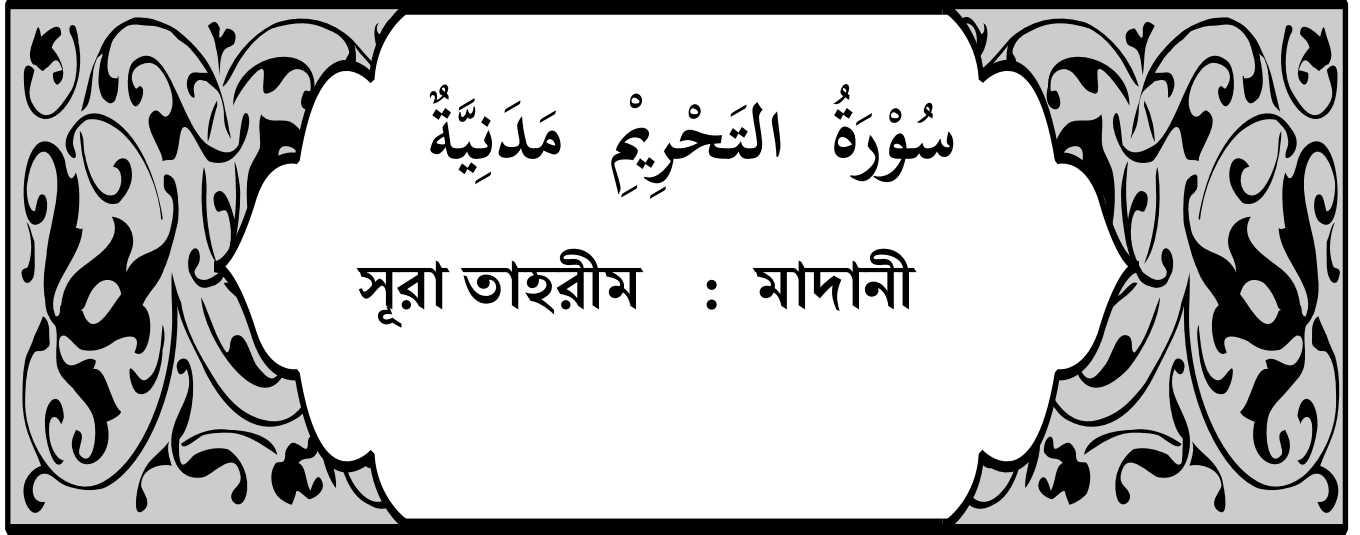 سُوْرَةُ التَحْرِيْمِ مَدَنِيَّةٌ
সূরা তাহরীম : মাদানী